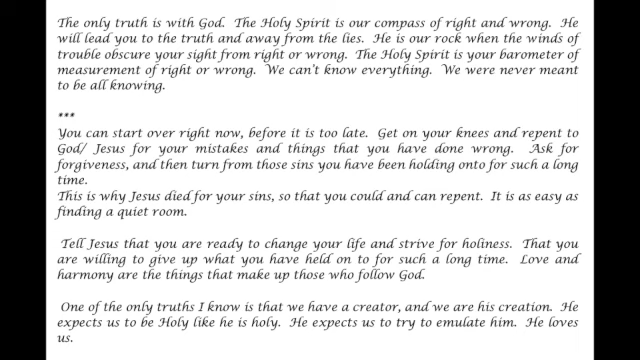 The only truth is with God. The Holy Spirit is our compass of right and wrong. He
will lead you to the truth and away from the lies. He is our rock when the winds of
trouble obscure your sight from right or wrong. The Holy Spirit is your barometer of
measurement of right or wrong. We can't know everything. We were never meant
to be all knowing.
***
You can start over right now, before it is too late. Get on your knees and repent to
God/ Jesus for your mistakes and things that you have done wrong. Ask for
forgiveness, and then turn from those sins you have been holding onto for such a long
time.
This is why Jesus died for your sins, so that you could and can repent. It is as easy as
finding a quiet room.
Tell Jesus that you are ready to change your life and strive for holiness. That you
are willing to give up what you have held on to for such a long time. Love and
harmony are the things that make up those who follow God.
One of the only truths I know is that we have a creator, and we are his creation. He
expects us to be Holy like he is holy. He expects us to try to emulate him. He loves
us.